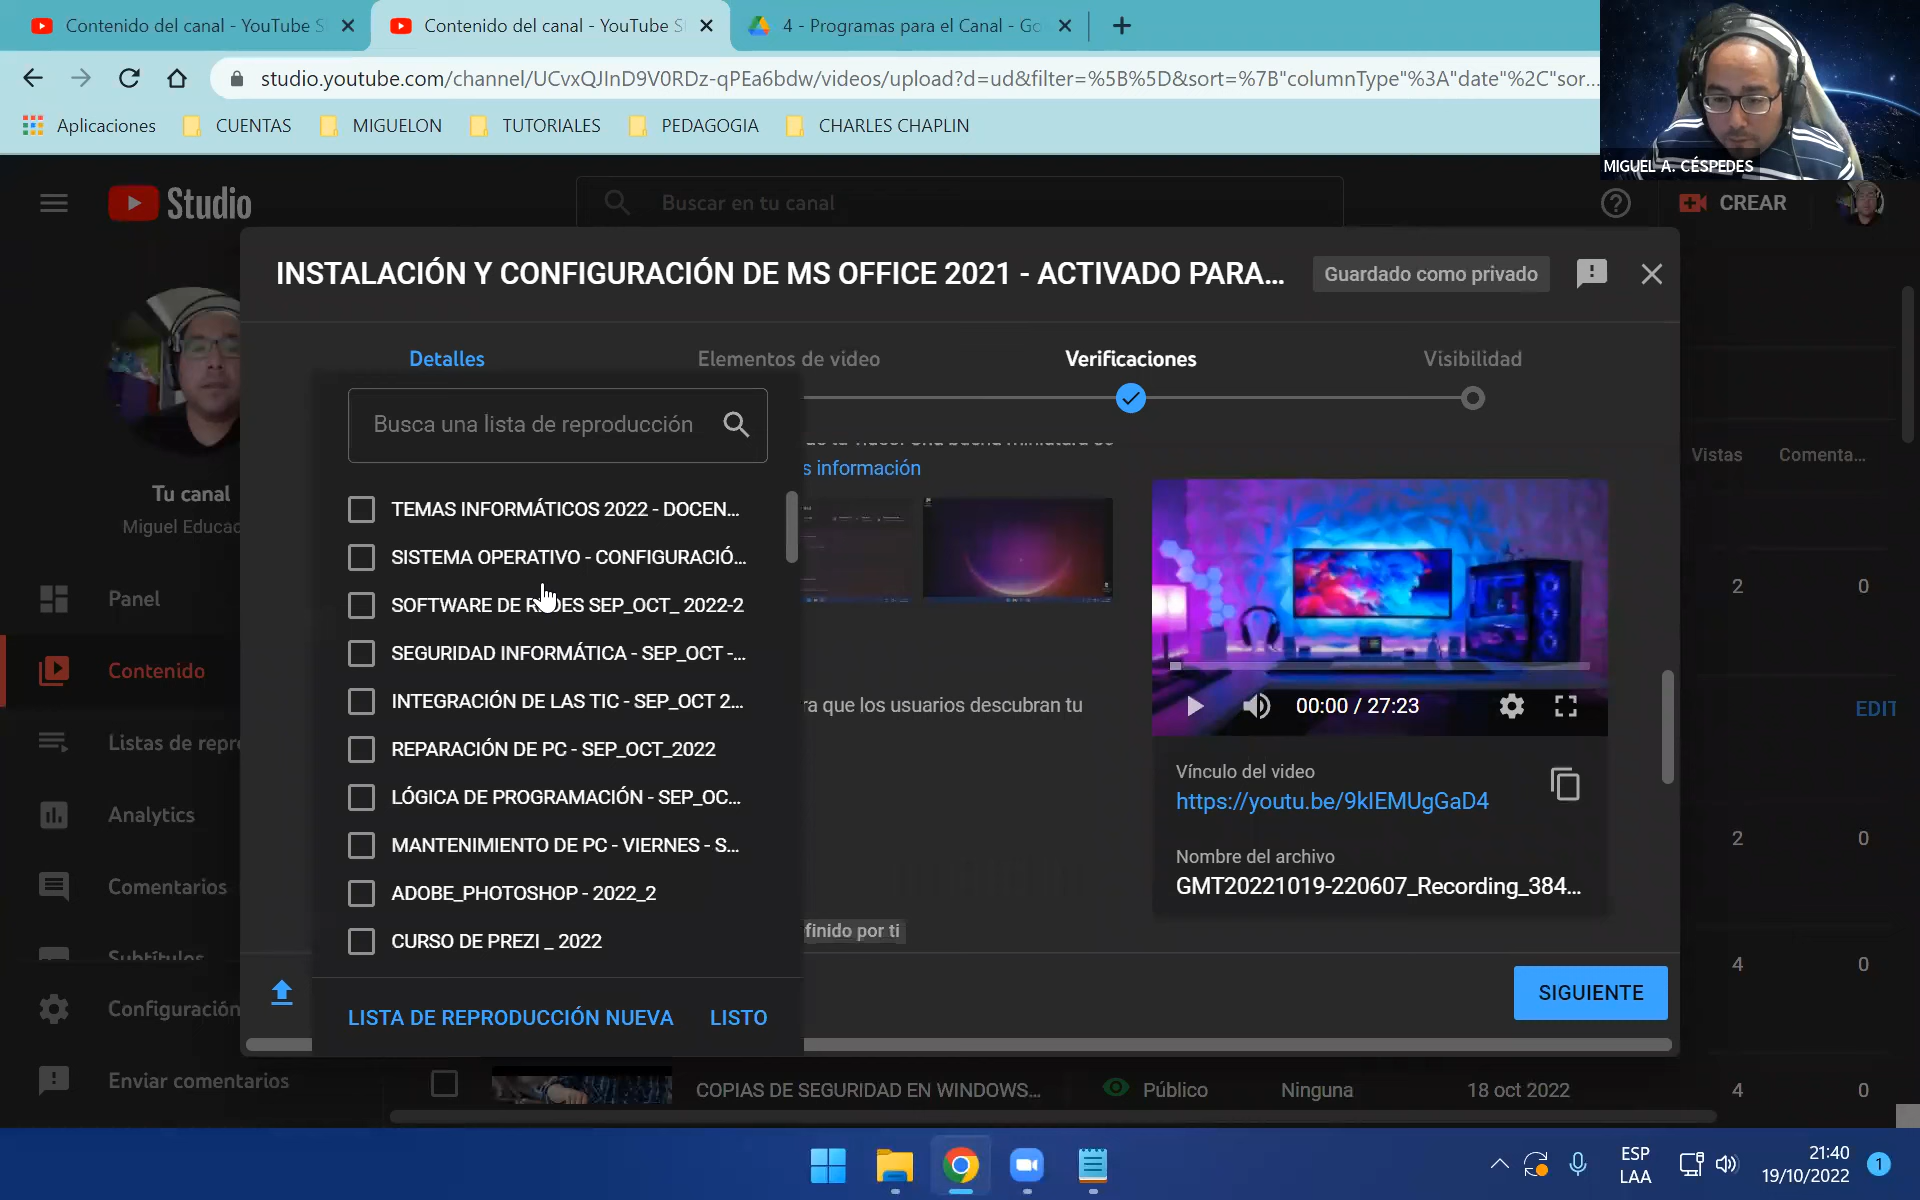 Contenido del canal - YouTube S
Contenido del canal - YouTube S
4 - Programas para el Canal - Go
studio.youtube.com/channel/UCvxQJInD9V0RDz-qPEa6bdw/videos/upload?d=ud&filter=%5B%5D&sort=%7B"columnType"%3A"date"%2C"sor...
Aplicaciones
CUENTAS
MIGUELON
TUTORIALES
PEDAGOGIA
CHARLES CHAPLIN
MIGUEL A. CÉSPEDES
Studio
Buscar en tu canal
CREAR
INSTALACIÓN Y CONFIGURACIÓN DE MS OFFICE 2021 - ACTIVADO PARA...
Guardado como privado
Detalles
Elementos de video
Verificaciones
Visibilidad
Busca una lista de reproducción
s información
TEMAS INFORMÁTICOS 2022 - DOCEN...
SISTEMA OPERATIVO - CONFIGURACIÓ...
SOFTWARE DE REDES SEP_OCT_ 2022-2
SEGURIDAD INFORMÁTICA - SEP_OCT -...
INTEGRACIÓN DE LAS TIC - SEP_OCT 2...
REPARACIÓN DE PC - SEP_OCT_2022
LÓGICA DE PROGRAMACIÓN - SEP_OC...
MANTENIMIENTO DE PC - VIERNES - S...
ADOBE_PHOTOSHOP - 2022_2
CURSO DE PREZI _ 2022
LISTA DE REPRODUCCIÓN NUEVA
LISTO
ra que los usuarios descubran tu
finido por ti
00:00 / 27:23
Vínculo del video
https://youtu.be/9kIEMUgGaD4
Nombre del archivo
GMT20221019-220607_Recording_384...
SIGUIENTE
Tu canal
Miguel Educac
Panel
Contenido
Listas de repr
Analytics
Comentarios
Subtítulos
Configuración
Enviar comentarios
Vistas
Comenta...
2
0
EDIT
2
0
4
0
COPIAS DE SEGURIDAD EN WINDOWS...
Público
Ninguna
18 oct 2022
4
0
ESP
LAA
21:40
19/10/2022
1